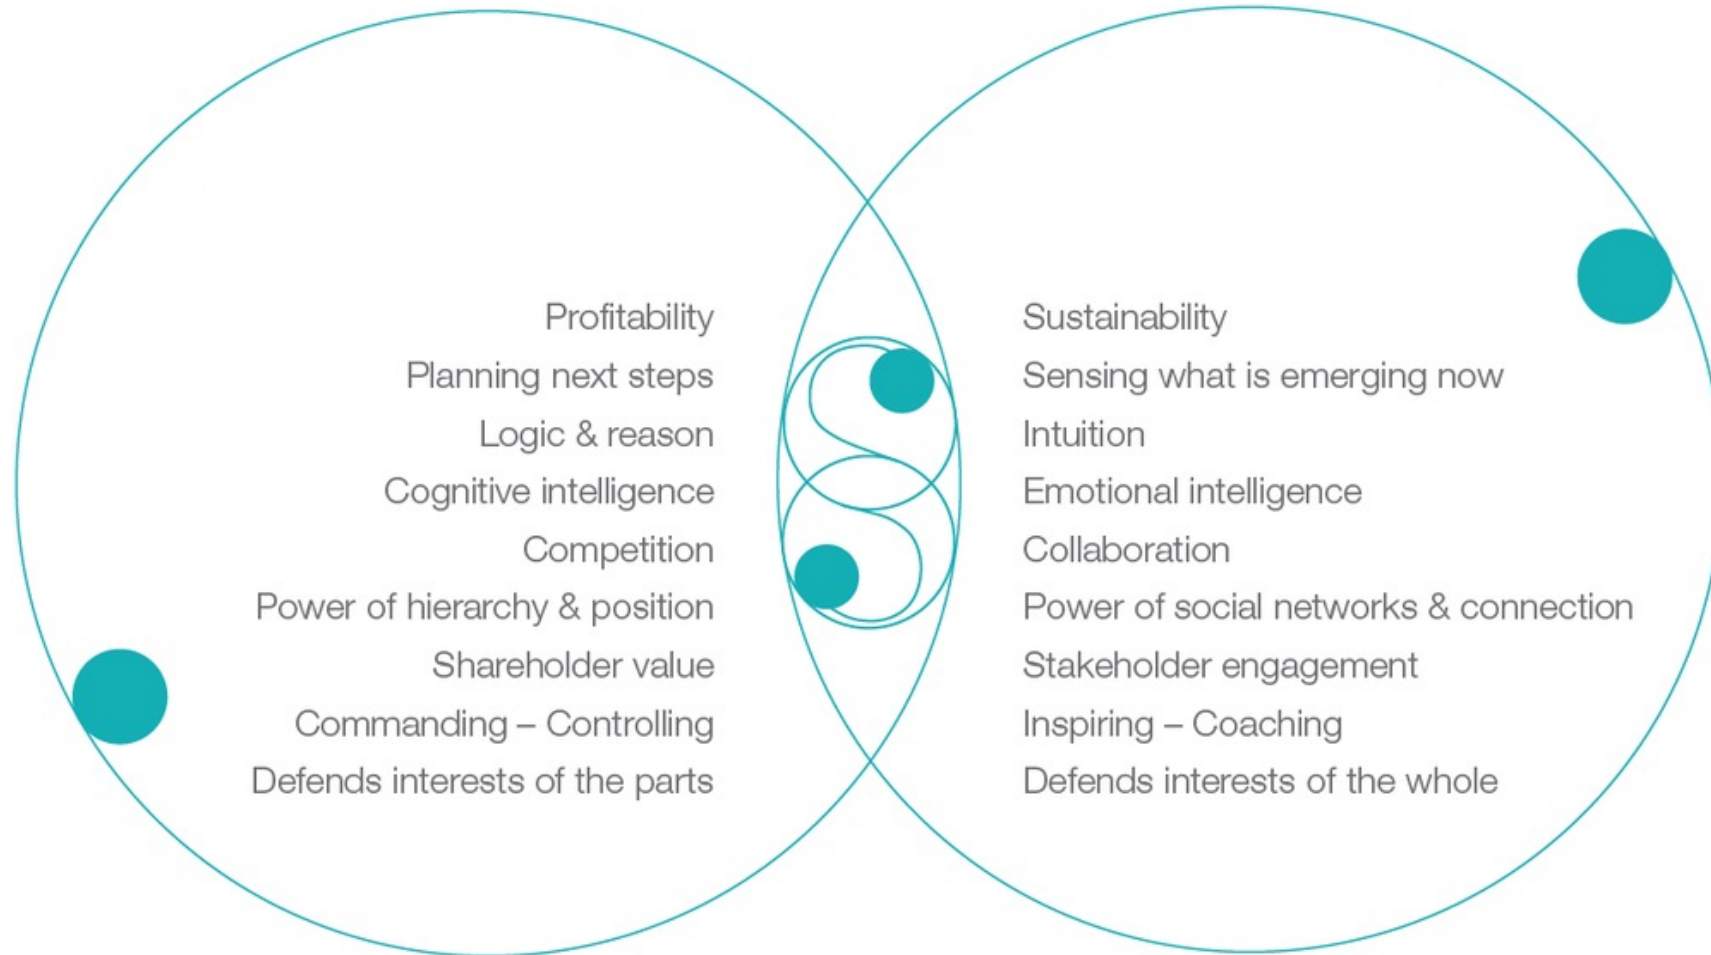 Profitability
Planning next steps
Logic & reason
Cognitive intelligence
Competition
Power of hierarchy & position
Shareholder value
Commanding – Controlling
Defends interests of the parts
Sustainability
Sensing what is emerging now
Intuition
Emotional intelligence
Collaboration
Power of social networks & connection
Stakeholder engagement
Inspiring – Coaching
Defends interests of the whole